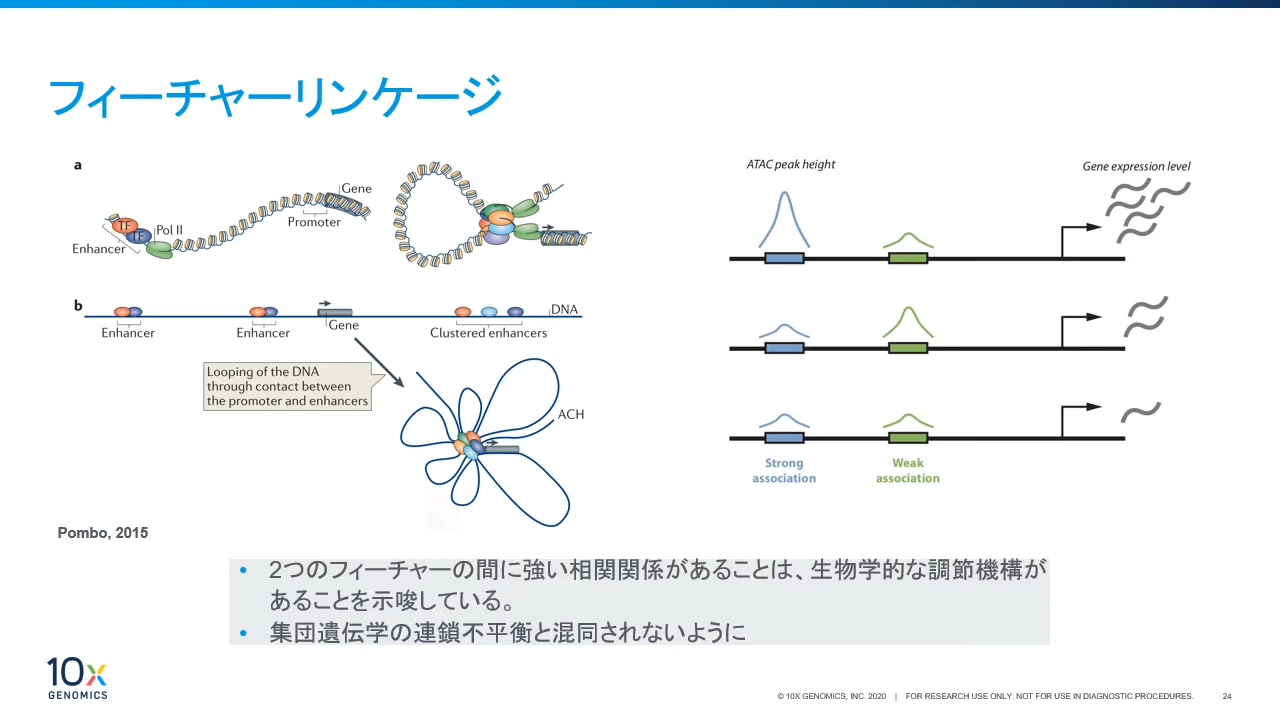 フィーチャーリンケージ
a
Gene
TF
TF
Pol II
Promoter
Enhancer
b
DNA
Enhancer
Enhancer
Gene
Clustered enhancers
Looping of the DNA
through contact between
the promoter and enhancers
ACH
Pombo, 2015
ATAC peak height
Gene expression level
Strong
association
Weak
association
• 2つのフィーチャーの間に強い相関関係があることは、生物学的な調節機構が
あることを示唆している。
• 集団遺伝学の連鎖不平衡と混同されないように
10x
GENOMICS
© 10X GENOMICS, INC. 2020 | FOR RESEARCH USE ONLY. NOT FOR USE IN DIAGNOSTIC PROCEDURES. 24